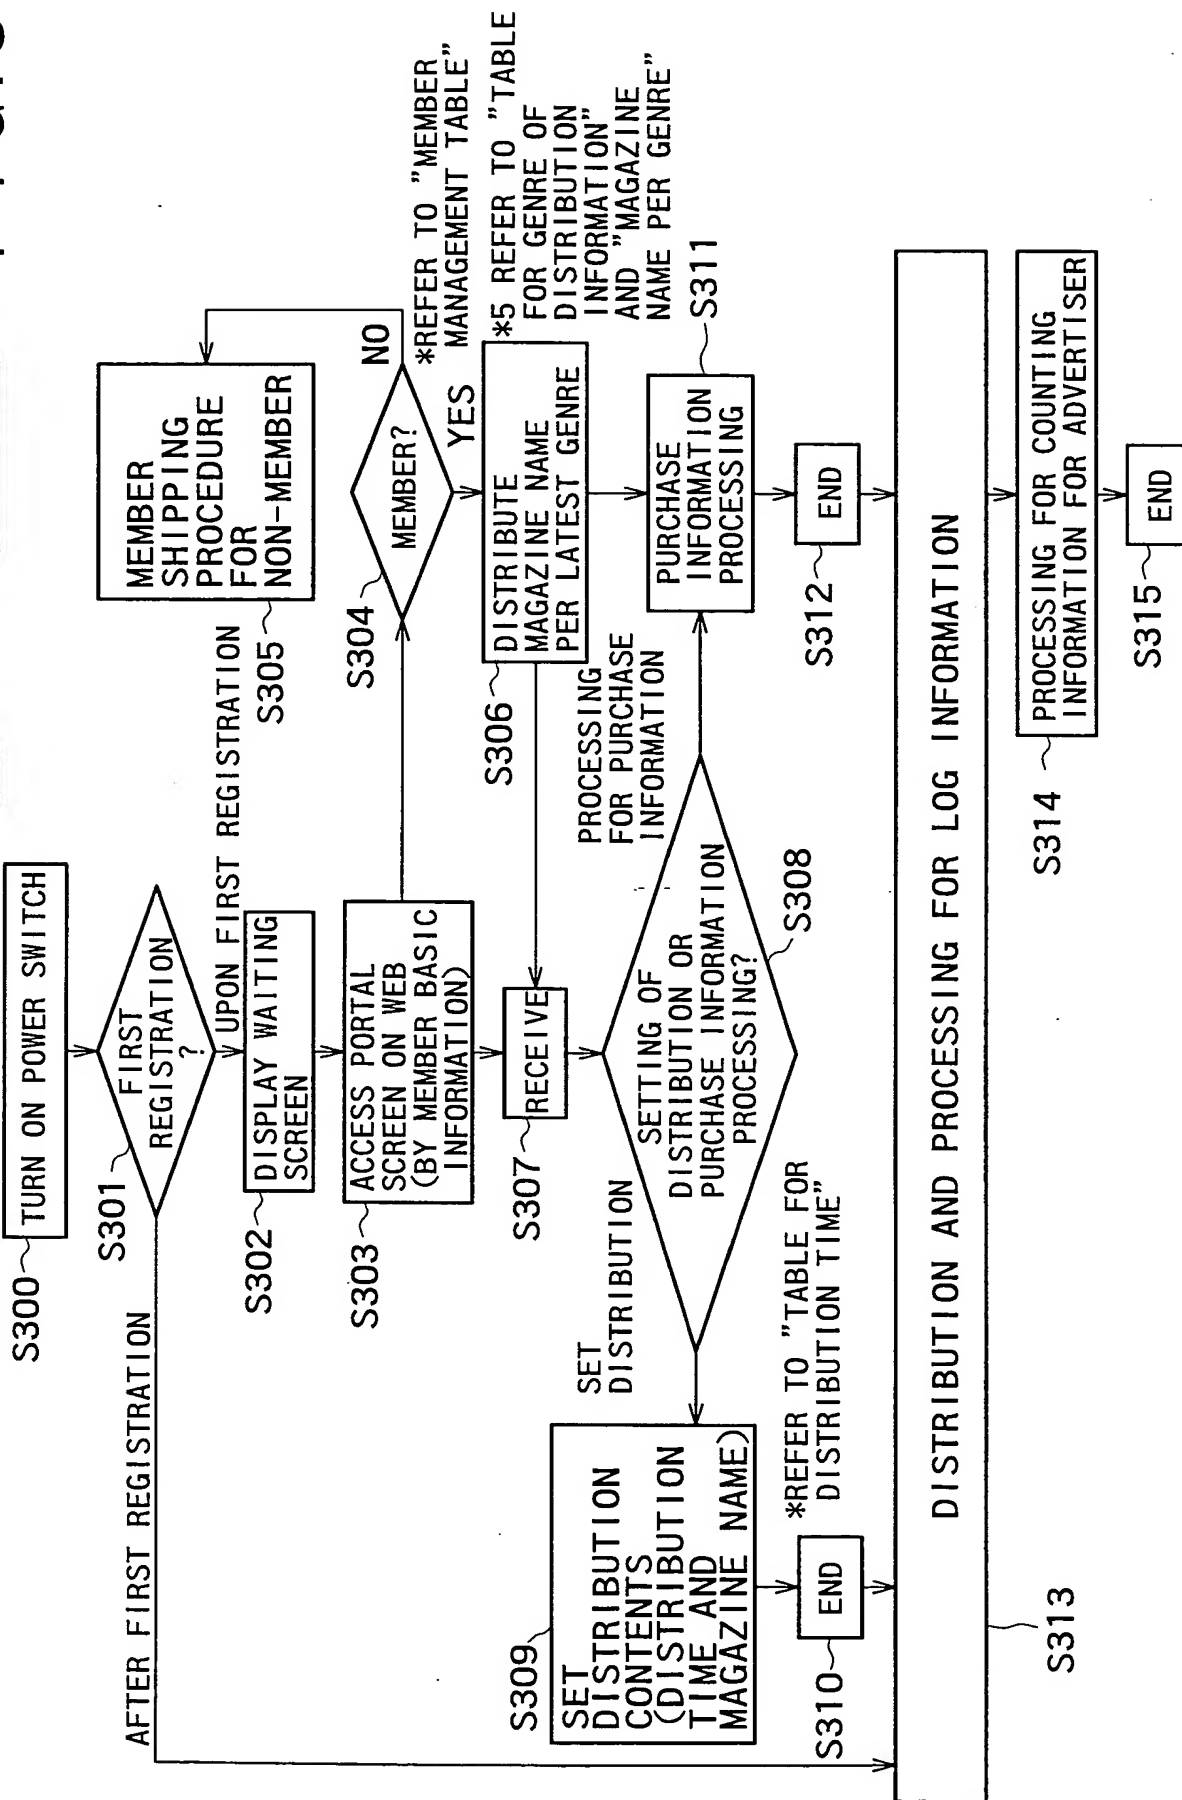 TURN ON POWER SWITCH
S300
FIRST
REGISTRATION
?
S301
AFTER FIRST REGISTRATION
UPON FIRST REGISTRATION
DISPLAY WAITING
SCREEN
S302
ACCESS PORTAL
SCREEN ON WEB
(BY MEMBER BASIC
INFORMATION)
S303
MEMBER?
S304
NO
YES
*REFER TO "MEMBER
MANAGEMENT TABLE"
MEMBER
SHIPPING
PROCEDURE
FOR
NON-MEMBER
S305
DISTRIBUTE
MAGAZINE NAME
PER LATEST GENRE
S306
*5 REFER TO "TABLE
FOR GENRE OF
DISTRIBUTION
INFORMATION"
AND "MAGAZINE
NAME PER GENRE"
RECEIVE
S307
SETTING OF
DISTRIBUTION OR
PURCHASE INFORMATION
PROCESSING?
S308
SET
DISTRIBUTION
PROCESSING
FOR PURCHASE
INFORMATION
SET
DISTRIBUTION
CONTENTS
(DISTRIBUTION
TIME AND
MAGAZINE NAME)
S309
*REFER TO "TABLE FOR
DISTRIBUTION TIME"
END
S310
PURCHASE
INFORMATION
PROCESSING
S311
END
S312
DISTRIBUTION AND PROCESSING FOR LOG INFORMATION
S313
PROCESSING FOR COUNTING
INFORMATION FOR ADVERTISER
S314
END
S315